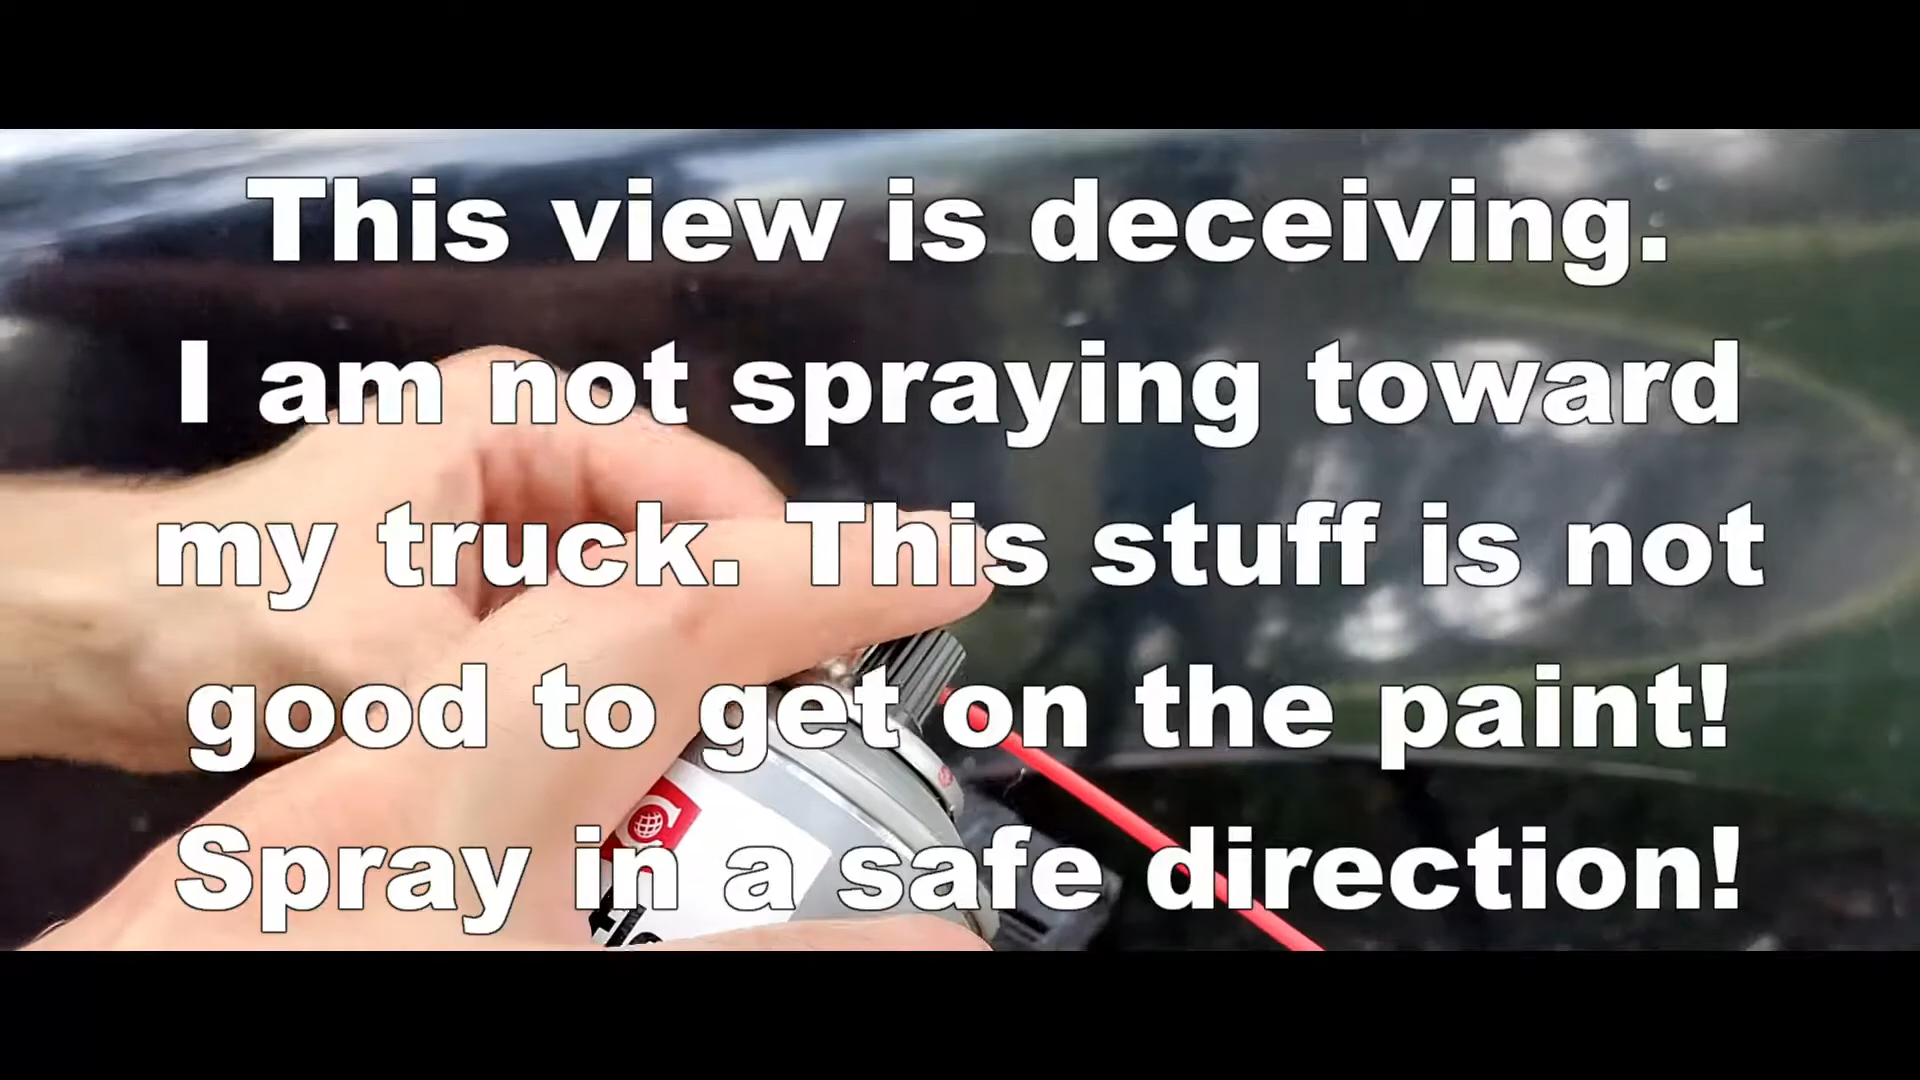 This view is deceiving.
I am not spraying toward
my truck. This stuff is not
good to get on the paint!
Spray in a safe direction!